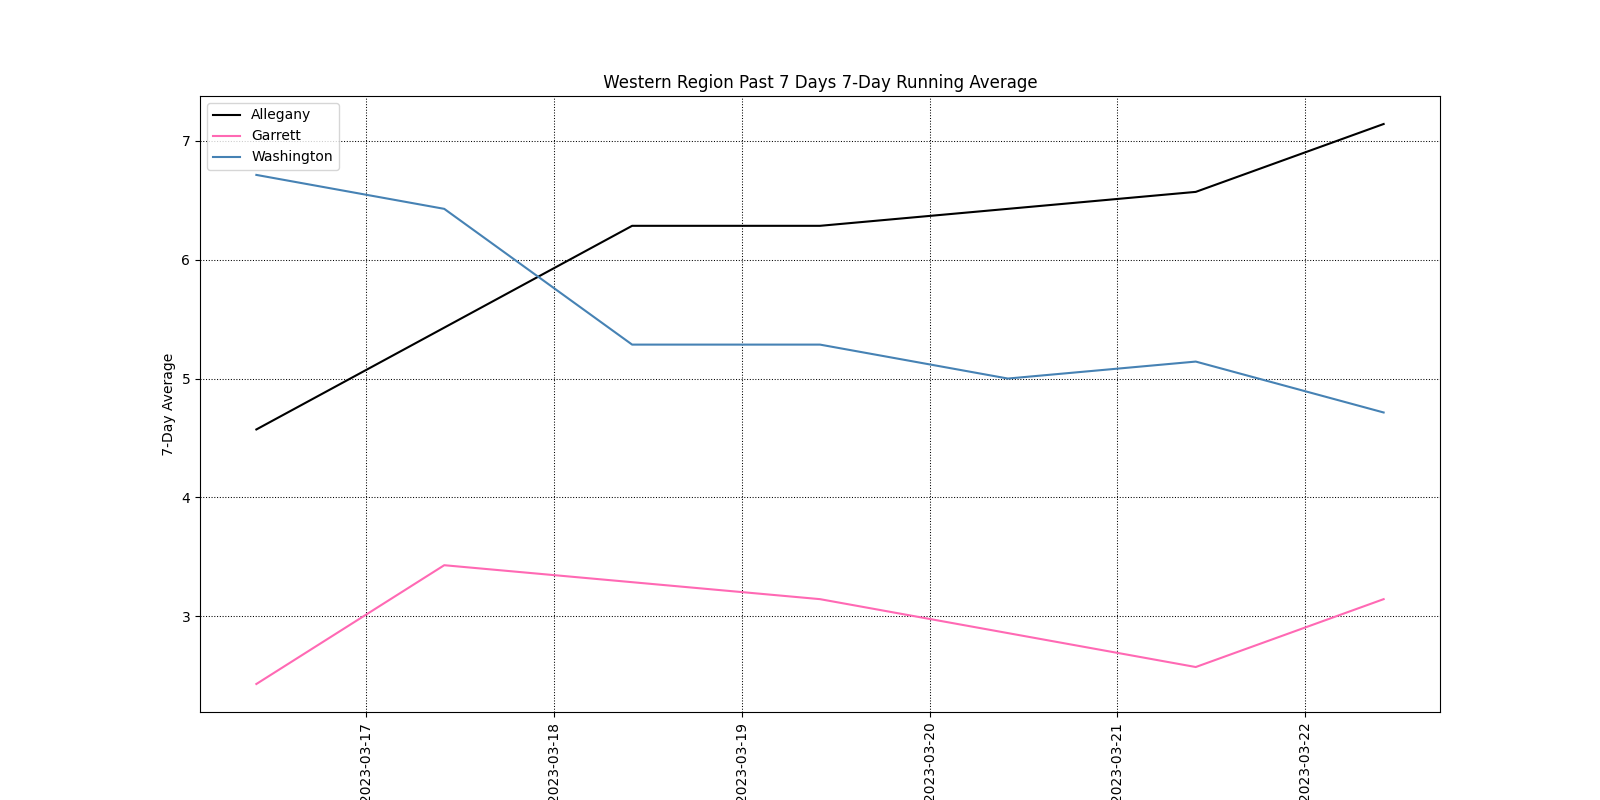 Western Region Past 7 Days 7-Day Running Average
Allegany
Garrett
Washington
7-Day Average
7
6
5
4
3
2023-03-17
2023-03-18
2023-03-19
2023-03-20
2023-03-21
2023-03-22